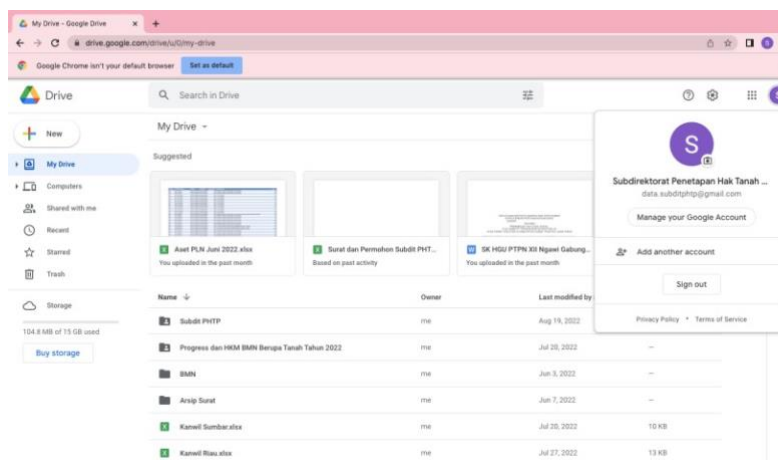 My Drive - Google Drive
drive.google.com/drive/u/0/my-drive
Google Chrome isn't your default browser Set as default
Drive
Search in Drive
New
My Drive
Computers
Shared with me
Recent
Starred
Trash
Storage
104.8 MB of 15 GB used
Buy storage
My Drive
Suggested
Aset PLN Juni 2022.xlsx
You uploaded in the past month
Surat dan Permohon Subdit PHT...
Based on past activity
SK HGU PTPN XII Ngawi Gabung...
You uploaded in the past month
Name Owner Last modified by
Subdit PHTP me Aug 19, 2022
Progress dan HKM BMN Berupa Tanah Tahun 2022 me Jul 20, 2022 —
BMN me Jun 3, 2022 —
Arsip Surat me Jun 7, 2022 —
Kanwil Sumbar.xlsx me Jul 20, 2022 10 KB
Kanwil Riau.xlsx me Jul 27, 2022 13 KB
S
Subdirektorat Penetapan Hak Tanah ...
data.subditphtp@gmail.com
Manage your Google Account
Add another account
Sign out
Privacy Policy • Terms of Service